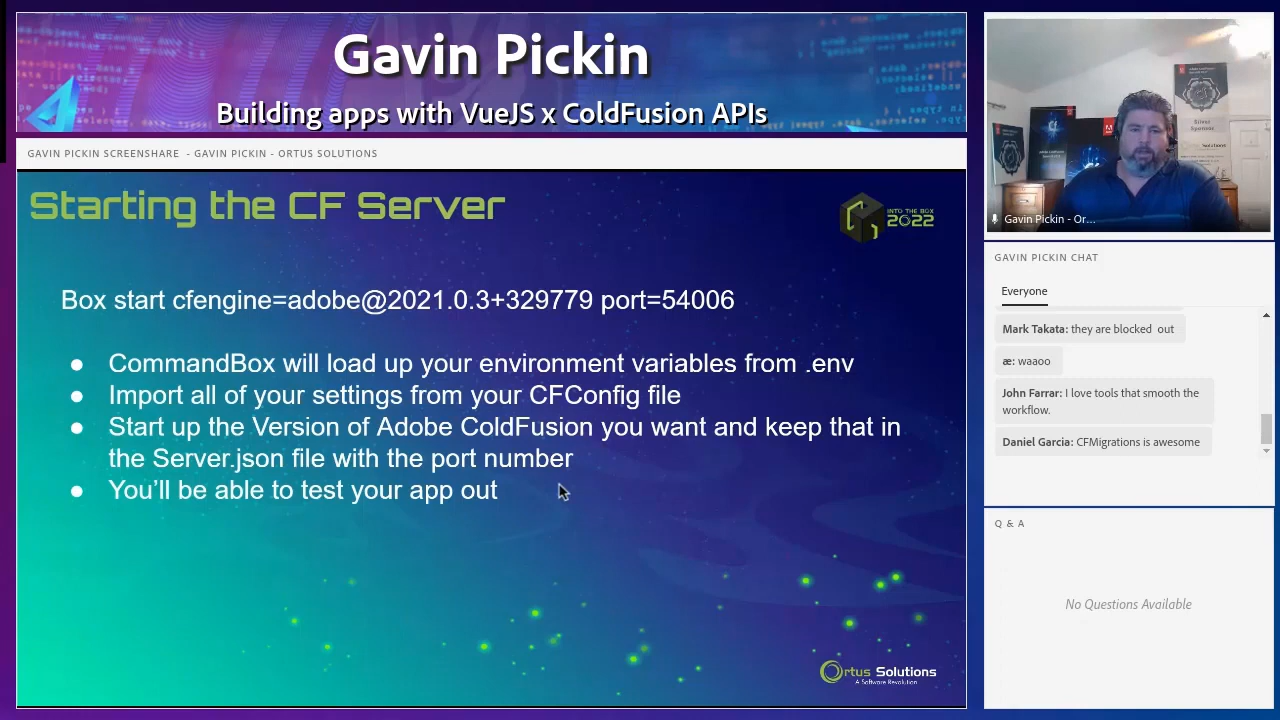 Gavin Pickin
Building apps with VueJS x ColdFusion APIs
GAVIN PICKIN SCREENSHARE - GAVIN PICKIN - ORTUS SOLUTIONS
Starting the CF Server
INTO THE BOX
2022
Box start cfengine=adobe@2021.0.3+329779 port=54006
● CommandBox will load up your environment variables from .env
● Import all of your settings from your CFConfig file
● Start up the Version of Adobe ColdFusion you want and keep that in
the Server.json file with the port number
● You’ll be able to test your app out
Ortus Solutions
A Software Revolution
Silver
Sponsor
Solutions
Gavin Pickin - Or...
GAVIN PICKIN CHAT
Everyone
Mark Takata: they are blocked out
æ: waaoo
John Farrar: I love tools that smooth the
workflow.
Daniel Garcia: CFMigrations is awesome
Q & A
No Questions Available